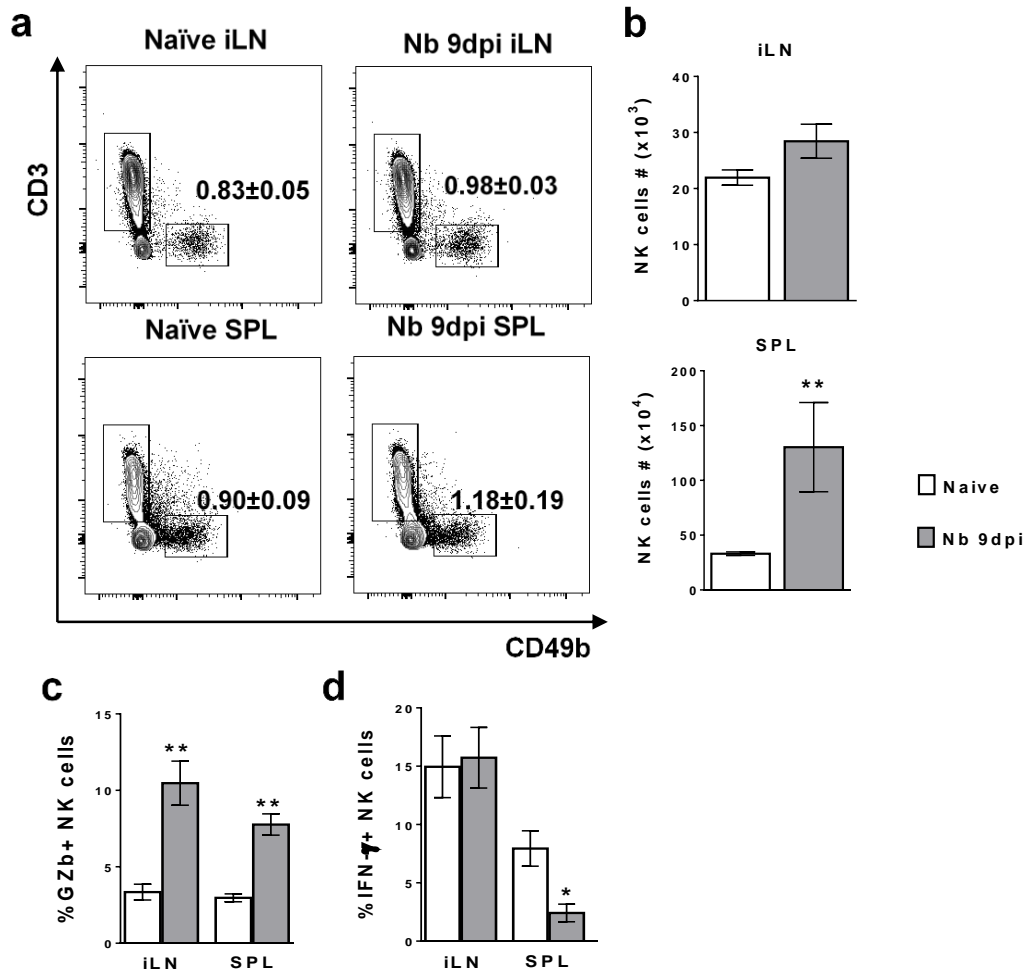 a
Naïve iLN
Nb 9dpi iLN
CD3
0.83±0.05
0.98±0.03
Naïve SPL
Nb 9dpi SPL
0.90±0.09
1.18±0.19
CD49b
b
iLN
NK cells # (x10³)
40
30
20
10
0
SPL
NK cells # (x10⁴)
200
150
100
50
0
**
Naive
Nb 9dpi
c
%GZb+ NK cells
15
10
5
0
**
**
iLN SPL
d
%IFN-γ+ NK cells
20
15
10
5
0
*
iLN SPL